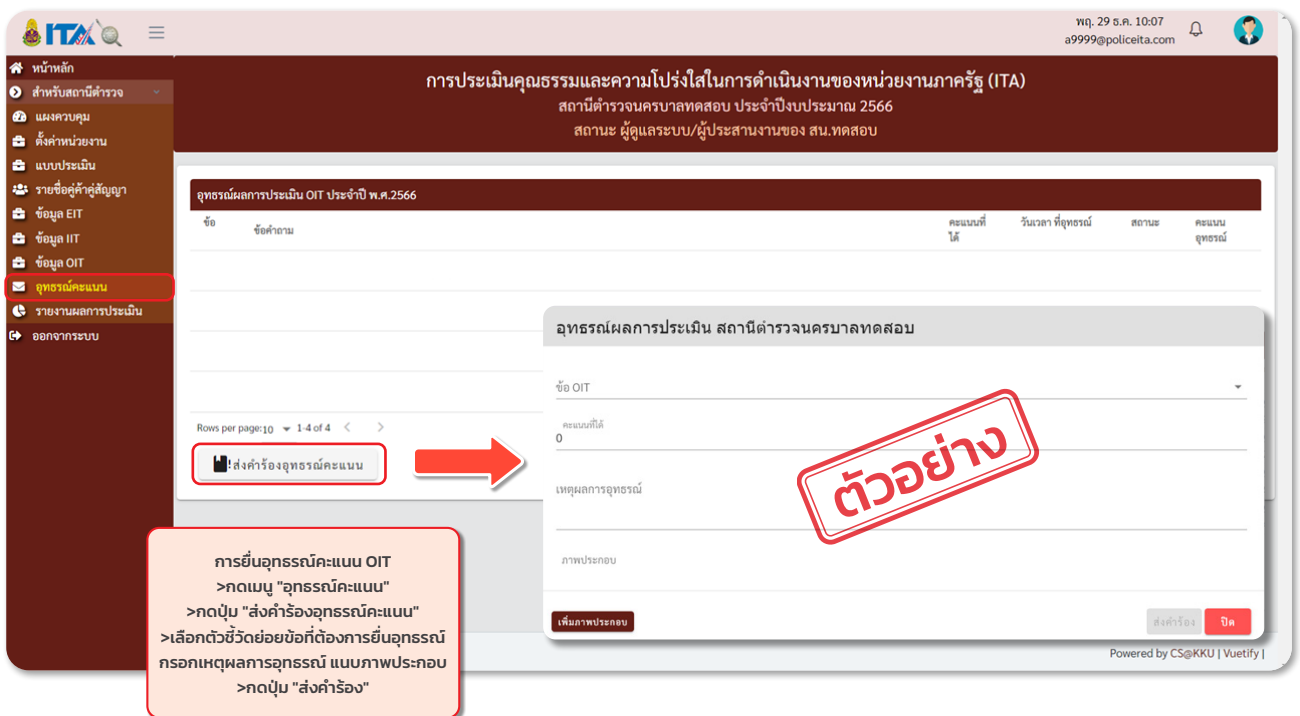 ITA
พฤ. 29 ธ.ค. 10:07
a9999@policeita.com
หน้าหลัก
สำหรับสถานีตำรวจ
แผงควบคุม
ตั้งค่าหน่วยงาน
แบบประเมิน
รายชื่อคู่ค้าคู่สัญญา
ข้อมูล EIT
ข้อมูล IIT
ข้อมูล OIT
อุทธรณ์คะแนน
รายงานผลการประเมิน
ออกจากระบบ
การประเมินคุณธรรมและความโปร่งใสในการดำเนินงานของหน่วยงานภาครัฐ (ITA)
สถานีตำรวจนครบาลทดสอบ ประจำปีงบประมาณ 2566
สถานะ ผู้ดูแลระบบ/ผู้ประสานงานของ สน.ทดสอบ
อุทธรณ์ผลการประเมิน OIT ประจำปี พ.ศ.2566
ข้อ ข้อคำถาม คะแนนที่ได้ วันเวลา ที่อุทธรณ์ สถานะ คะแนนอุทธรณ์
Rows per page: 10 1-4 of 4
ส่งคำร้องอุทธรณ์คะแนน
อุทธรณ์ผลการประเมิน สถานีตำรวจนครบาลทดสอบ
ข้อ OIT
คะแนนที่ได้
0
เหตุผลการอุทธรณ์
ภาพประกอบ
ตัวอย่าง
เพิ่มภาพประกอบ
ส่งคำร้อง ปิด
การยื่นอุทธรณ์คะแนน OIT
>กดเมนู "อุทธรณ์คะแนน"
>กดปุ่ม "ส่งคำร้องอุทธรณ์คะแนน"
>เลือกตัวชี้วัดย่อยข้อที่ต้องการยื่นอุทธรณ์
กรอกเหตุผลการอุทธรณ์ แนบภาพประกอบ
>กดปุ่ม "ส่งคำร้อง"
Powered by CS@KKU | Vuetify |